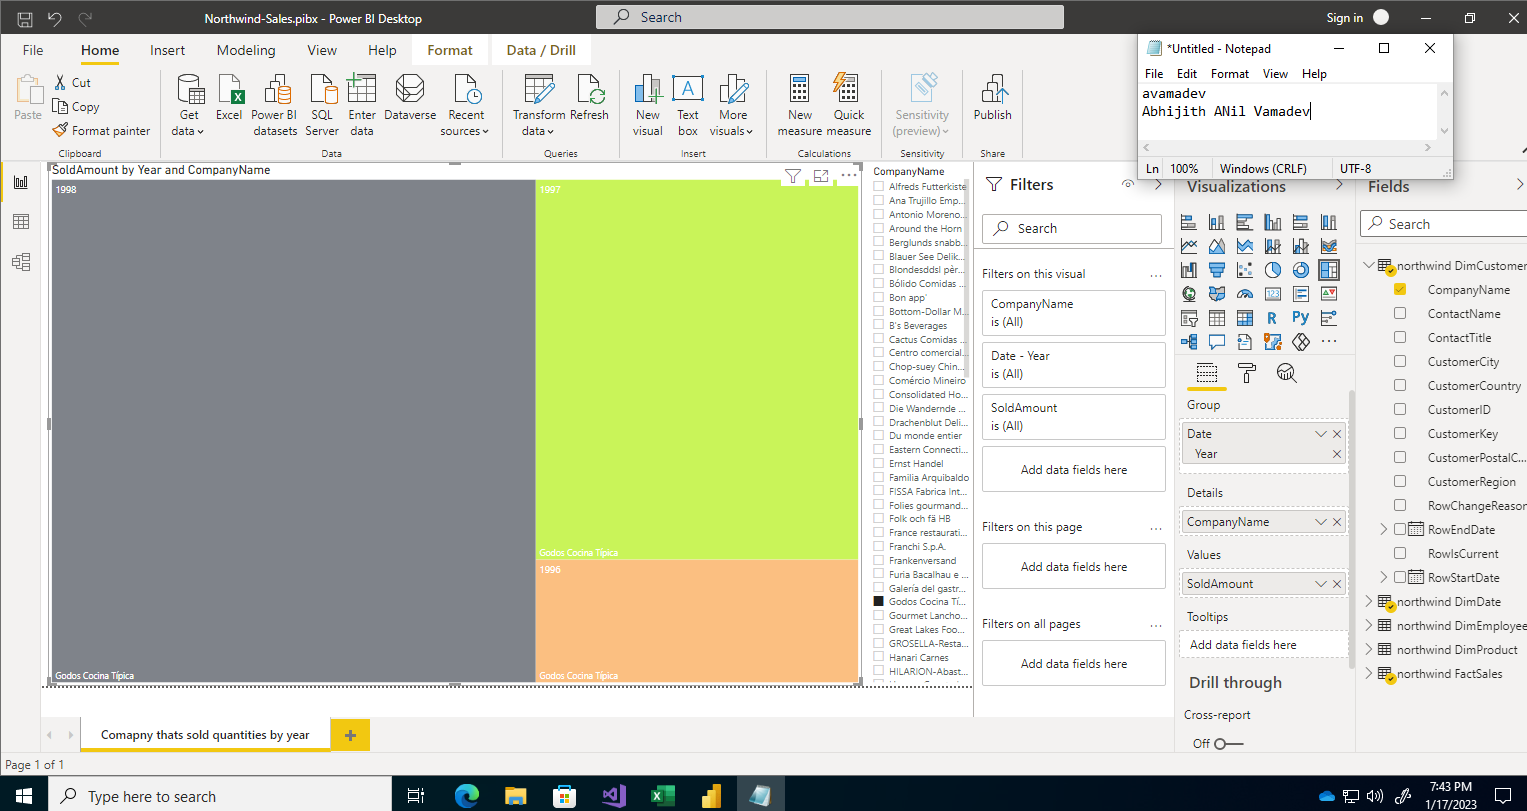 Northwind-Sales.pibx - Power BI Desktop
Search
Sign in
File Home Insert Modeling View Help Format Data / Drill
Paste
Cut
Copy
Format painter
Clipboard
Get data
Excel
Power BI datasets
SQL Server
Enter data
Dataverse
Recent sources
Data
Transform data
Refresh
Queries
New visual
Text box
More visuals
Insert
New measure
Quick measure
Calculations
Sensitivity (preview)
Sensitivity
Publish
Share
*Untitled - Notepad
File Edit Format View Help
avamadev
Abhijith ANil Vamadev
Ln 100% Windows (CRLF) UTF-8
SoldAmount by Year and CompanyName
1998
Godos Cocina Típica
1997
Godos Cocina Típica
1996
Godos Cocina Típica
CompanyName
Alfreds Futterkiste
Ana Trujillo Emp...
Antonio Moreno...
Around the Horn
Berglunds snabb...
Blauer See Delik...
Blondesddsl pèr...
Bólido Comidas ...
Bon app'
Bottom-Dollar M...
B's Beverages
Cactus Comidas ...
Centro comercial...
Chop-suey Chin...
Comércio Mineiro
Consolidated Ho...
Die Wandernde ...
Drachenblut Deli...
Du monde entier
Eastern Connecti...
Ernst Handel
Familia Arquibaldo
FISSA Fabrica Int...
Folies gourmand...
Folk och fä HB
France restaurati...
Franchi S.p.A.
Frankenversand
Furia Bacalhau e ...
Galería del gastr...
Godos Cocina Tí...
Gourmet Lancho...
Great Lakes Foo...
GROSELLA-Resta...
Hanari Carnes
HILARION-Abast...
Filters
Search
Filters on this visual ...
CompanyName
is (All)
Date - Year
is (All)
SoldAmount
is (All)
Add data fields here
Filters on this page ...
Add data fields here
Filters on all pages ...
Add data fields here
Visualizations
R Py
Group
Date
Year
Details
CompanyName
Values
SoldAmount
Tooltips
Add data fields here
Drill through
Cross-report
Off
Fields
Search
northwind DimCustomer
CompanyName
ContactName
ContactTitle
CustomerCity
CustomerCountry
CustomerID
CustomerKey
CustomerPostalC...
CustomerRegion
RowChangeReason
RowEndDate
RowIsCurrent
RowStartDate
northwind DimDate
northwind DimEmployee
northwind DimProduct
northwind FactSales
Comapny thats sold quantities by year
Page 1 of 1
Type here to search
7:43 PM
1/17/2023